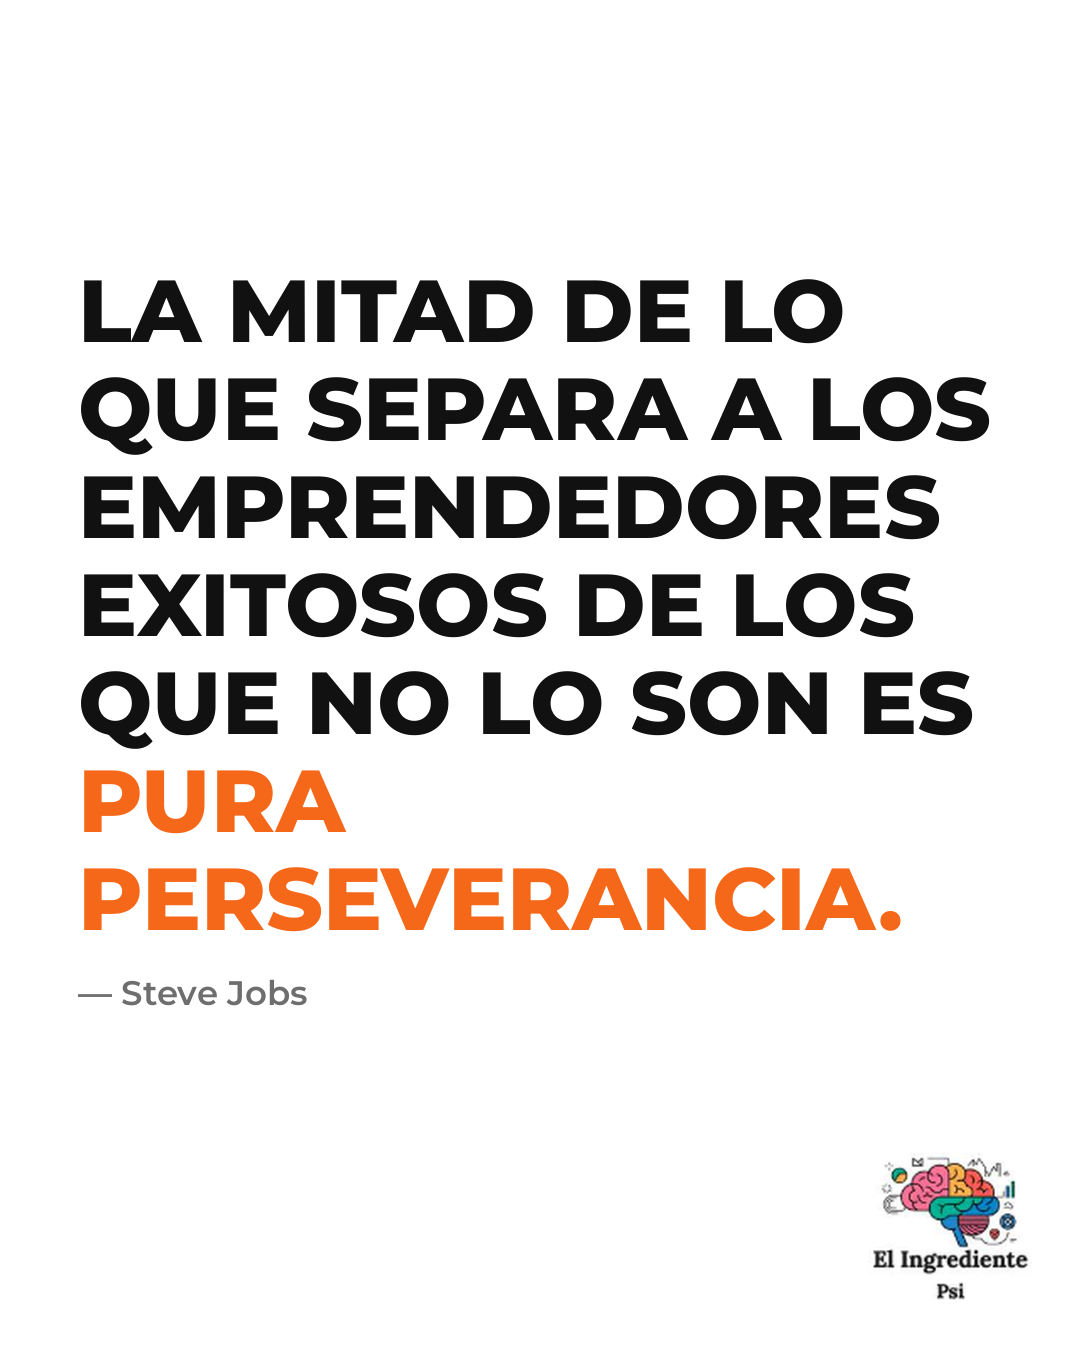 LA MITAD DE LO
QUE SEPARA A LOS
EMPRENDEDORES
EXITOSOS DE LOS
QUE NO LO SON ES
PURA
PERSEVERANCIA.
— Steve Jobs
El Ingrediente
Psi